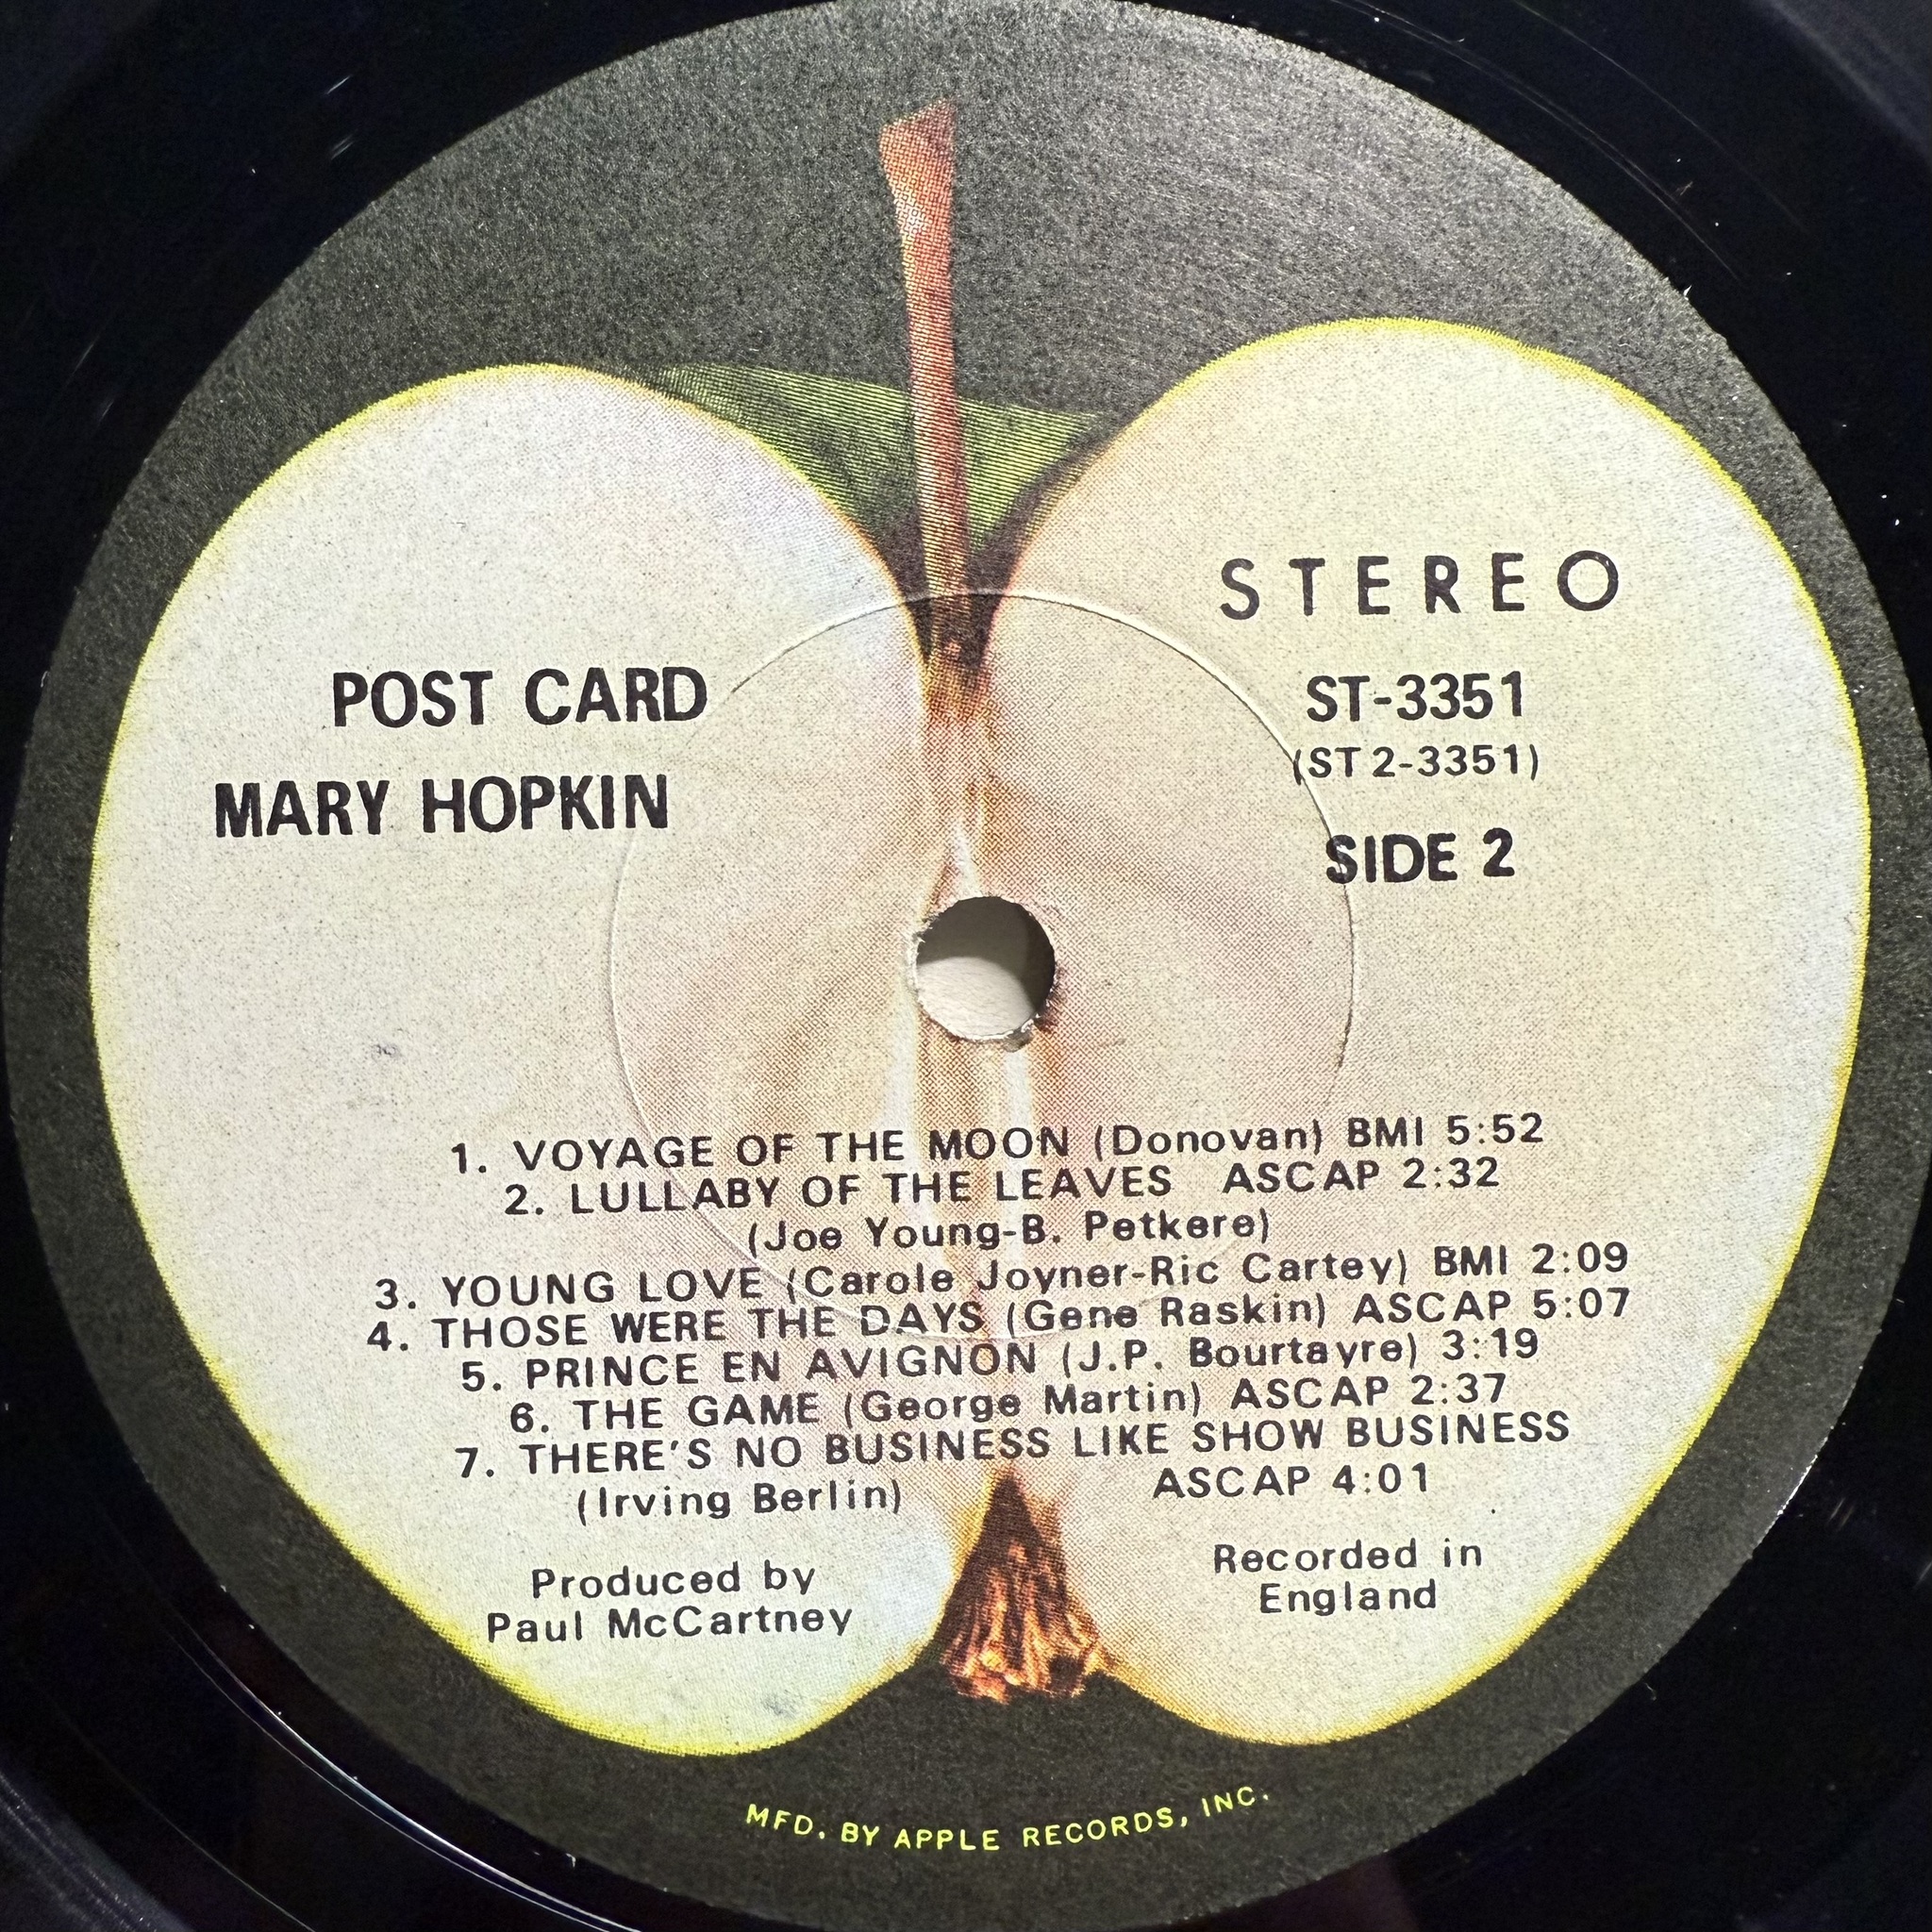 POST CARD
MARY HOPKIN
STEREO
ST-3351
(ST 2-3351)
SIDE 2
1. VOYAGE OF THE MOON (Donovan) BMI 5:52
2. LULLABY OF THE LEAVES ASCAP 2:32
(Joe Young-B. Petkere)
3. YOUNG LOVE (Carole Joyner-Ric Cartey) BMI 2:09
4. THOSE WERE THE DAYS (Gene Raskin) ASCAP 5:07
5. PRINCE EN AVIGNON (J.P. Bourtayre) 3:19
6. THE GAME (George Martin) ASCAP 2:37
7. THERE'S NO BUSINESS LIKE SHOW BUSINESS
(Irving Berlin) ASCAP 4:01
Produced by
Paul McCartney
Recorded in
England
MFD. BY APPLE RECORDS, INC.